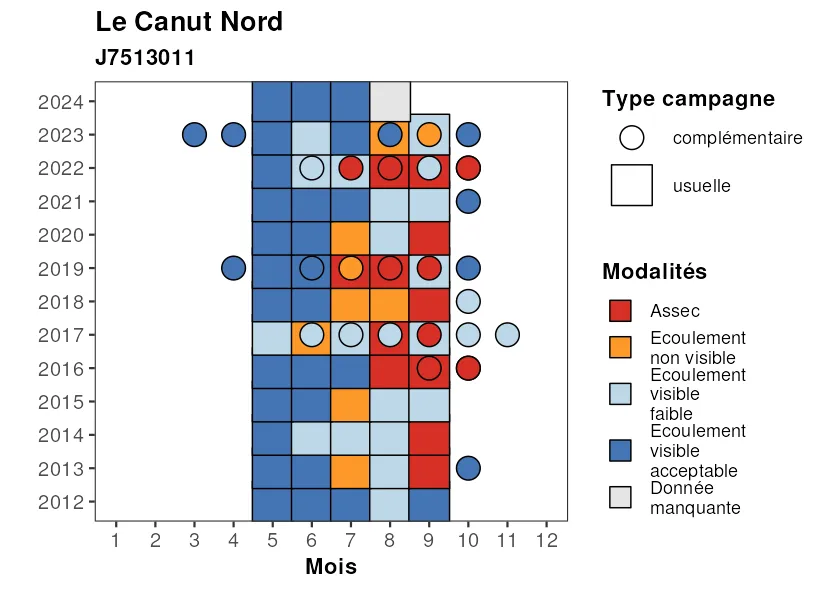 Le Canut Nord
J7513011
2024
2023
2022
2021
2020
2019
2018
2017
2016
2015
2014
2013
2012
1 2 3 4 5 6 7 8 9 10 11 12
Mois
Type campagne
complémentaire
usuelle
Modalités
Assec
Ecoulement
non visible
Ecoulement
visible
faible
Ecoulement
visible
acceptable
Donnée
manquante